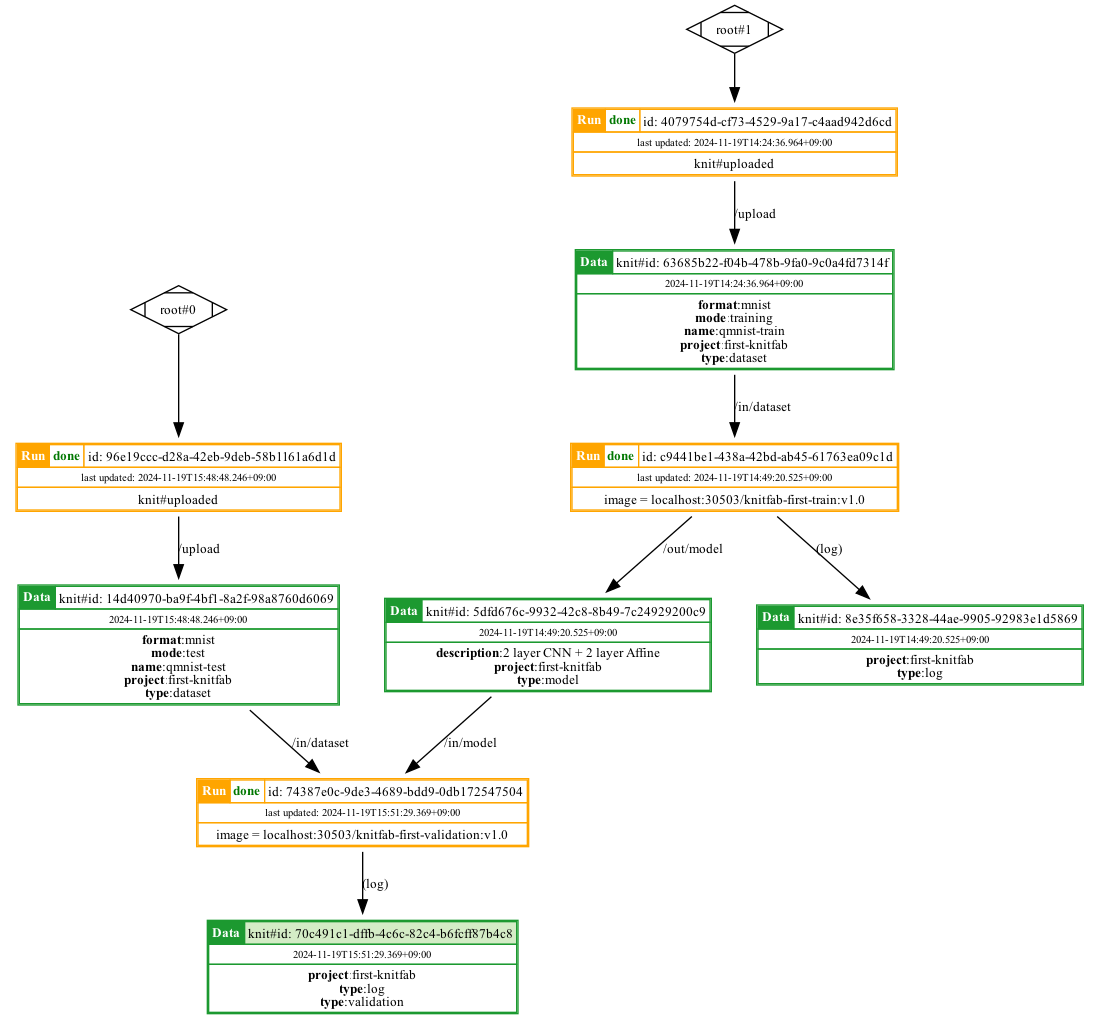 root#1
Run done id: 4079754d-cf73-4529-9a17-c4aad942d6cd
last updated: 2024-11-19T14:24:36.964+09:00
knit#uploaded
/upload
Data knit#id: 63685b22-f04b-478b-9fa0-9c0a4fd7314f
2024-11-19T14:24:36.964+09:00
format:mnist
mode:training
name:qmnist-train
project:first-knitfab
type:dataset
/in/dataset
root#0
Run done id: 96e19ccc-d28a-42eb-9deb-58b1161a6d1d
last updated: 2024-11-19T15:48:48.246+09:00
knit#uploaded
/upload
Run done id: c9441be1-438a-42bd-ab45-61763ea09c1d
last updated: 2024-11-19T14:49:20.525+09:00
image = localhost:30503/knitfab-first-train:v1.0
/out/model
(log)
Data knit#id: 14d40970-ba9f-4bf1-8a2f-98a8760d6069
2024-11-19T15:48:48.246+09:00
format:mnist
mode:test
name:qmnist-test
project:first-knitfab
type:dataset
Data knit#id: 5dfd676c-9932-42c8-8b49-7c24929200c9
2024-11-19T14:49:20.525+09:00
description:2 layer CNN + 2 layer Affine
project:first-knitfab
type:model
Data knit#id: 8e35f658-3328-44ae-9905-92983e1d5869
2024-11-19T14:49:20.525+09:00
project:first-knitfab
type:log
/in/dataset
/in/model
Run done id: 74387e0c-9de3-4689-bdd9-0db172547504
last updated: 2024-11-19T15:51:29.369+09:00
image = localhost:30503/knitfab-first-validation:v1.0
(log)
Data knit#id: 70c491c1-dffb-4c6c-82c4-b6fcff87b4c8
2024-11-19T15:51:29.369+09:00
project:first-knitfab
type:log
type:validation